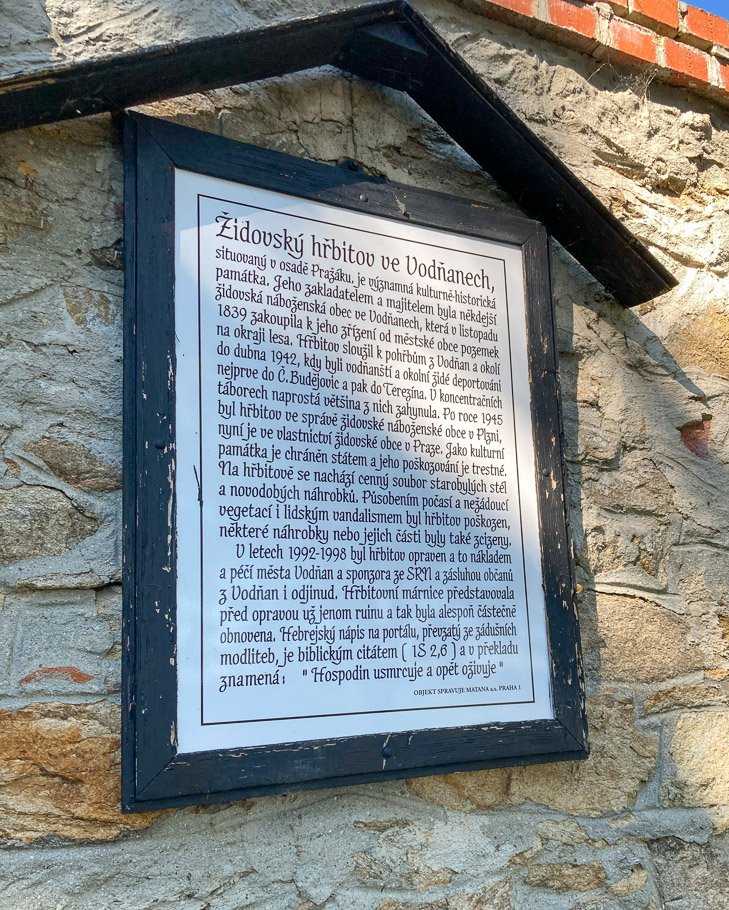 Židovský hřbitov ve Vodňanech,
situovaný v osadě Pražáku, je významná kulturně-historická
památka. Jeho zakladatelem a majitelem byla někdejší
židovská náboženská obec ve Vodňanech, která v listopadu
1839 zakoupila k jeho zřízení od městské obce pozemek
na okraji lesa. Hřbitov sloužil k pohřbům z Vodňan a okolí
do dubna 1942, kdy byli vodňanští a okolní židé deportováni
nejprve do Č.Budějovic a pak do Terezína. V koncentračních
táborech naprostá většina z nich zahynula. Po roce 1945
byl hřbitov ve správě židovské náboženské obce v Plzni,
nyní je ve vlastnictví židovské obce v Praze. Jako kulturní
památka je chráněn státem a jeho poškozování je trestné.
Na hřbitově se nachází cenný soubor starobylých stél
a novodobých náhrobků. Působením počasí a nežádoucí
vegetací i lidským vandalismem byl hřbitov poškozen,
některé náhrobky nebo jejich části byly také zcizeny.
V letech 1992-1998 byl hřbitov opraven a to nákladem
a péčí města Vodňan a sponzora ze SRN a zásluhou občanů
z Vodňan i odjinud. Hřbitovní márnice představovala
před opravou už jenom ruinu a tak byla alespoň částečně
obnovena. Hebrejský nápis na portálu, převzatý ze zádušních
modliteb, je biblickým citátem ( 1S 2,6 ) a v překladu
znamená: " Hospodin usmrcuje a opět oživuje "
OBJEKT SPRAVUJE MATANA a.s. PRAHA 1